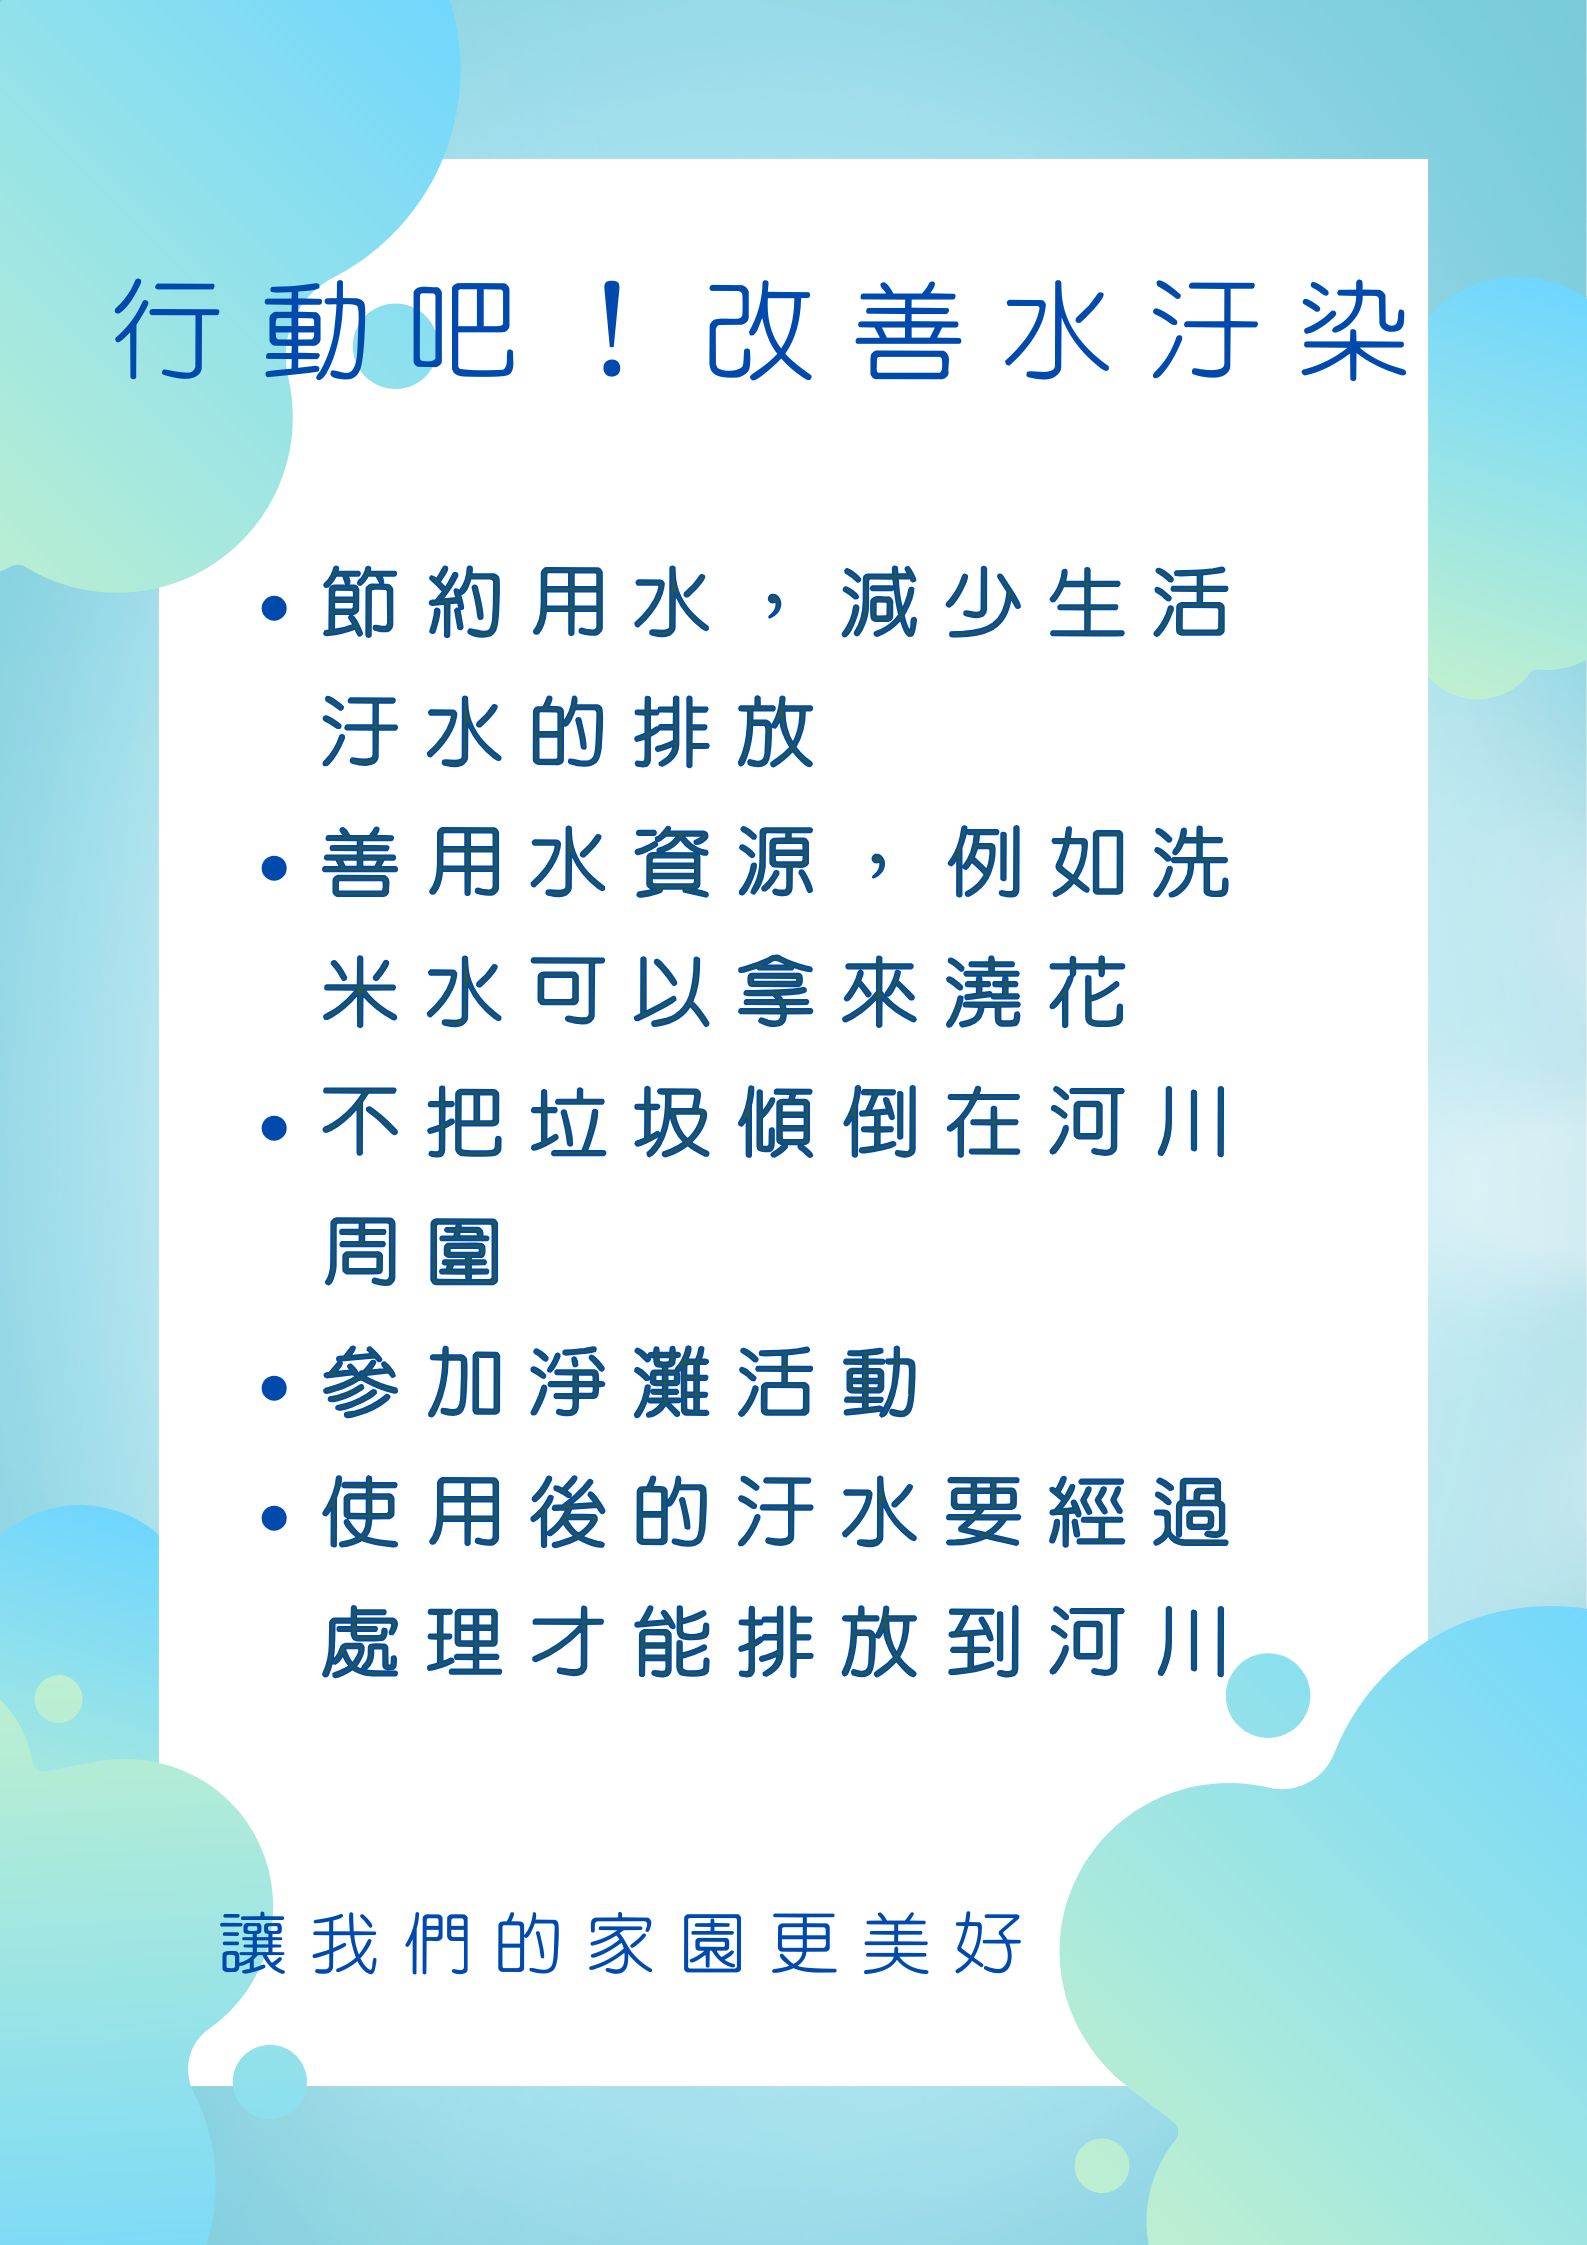 行動吧！改善水汙染
• 節約用水，減少生活
汙水的排放
• 善用水資源，例如洗
米水可以拿來澆花
• 不把垃圾傾倒在河川
周圍
• 參加淨灘活動
• 使用後的汙水要經過
處理才能排放到河川
讓我們的家園更美好